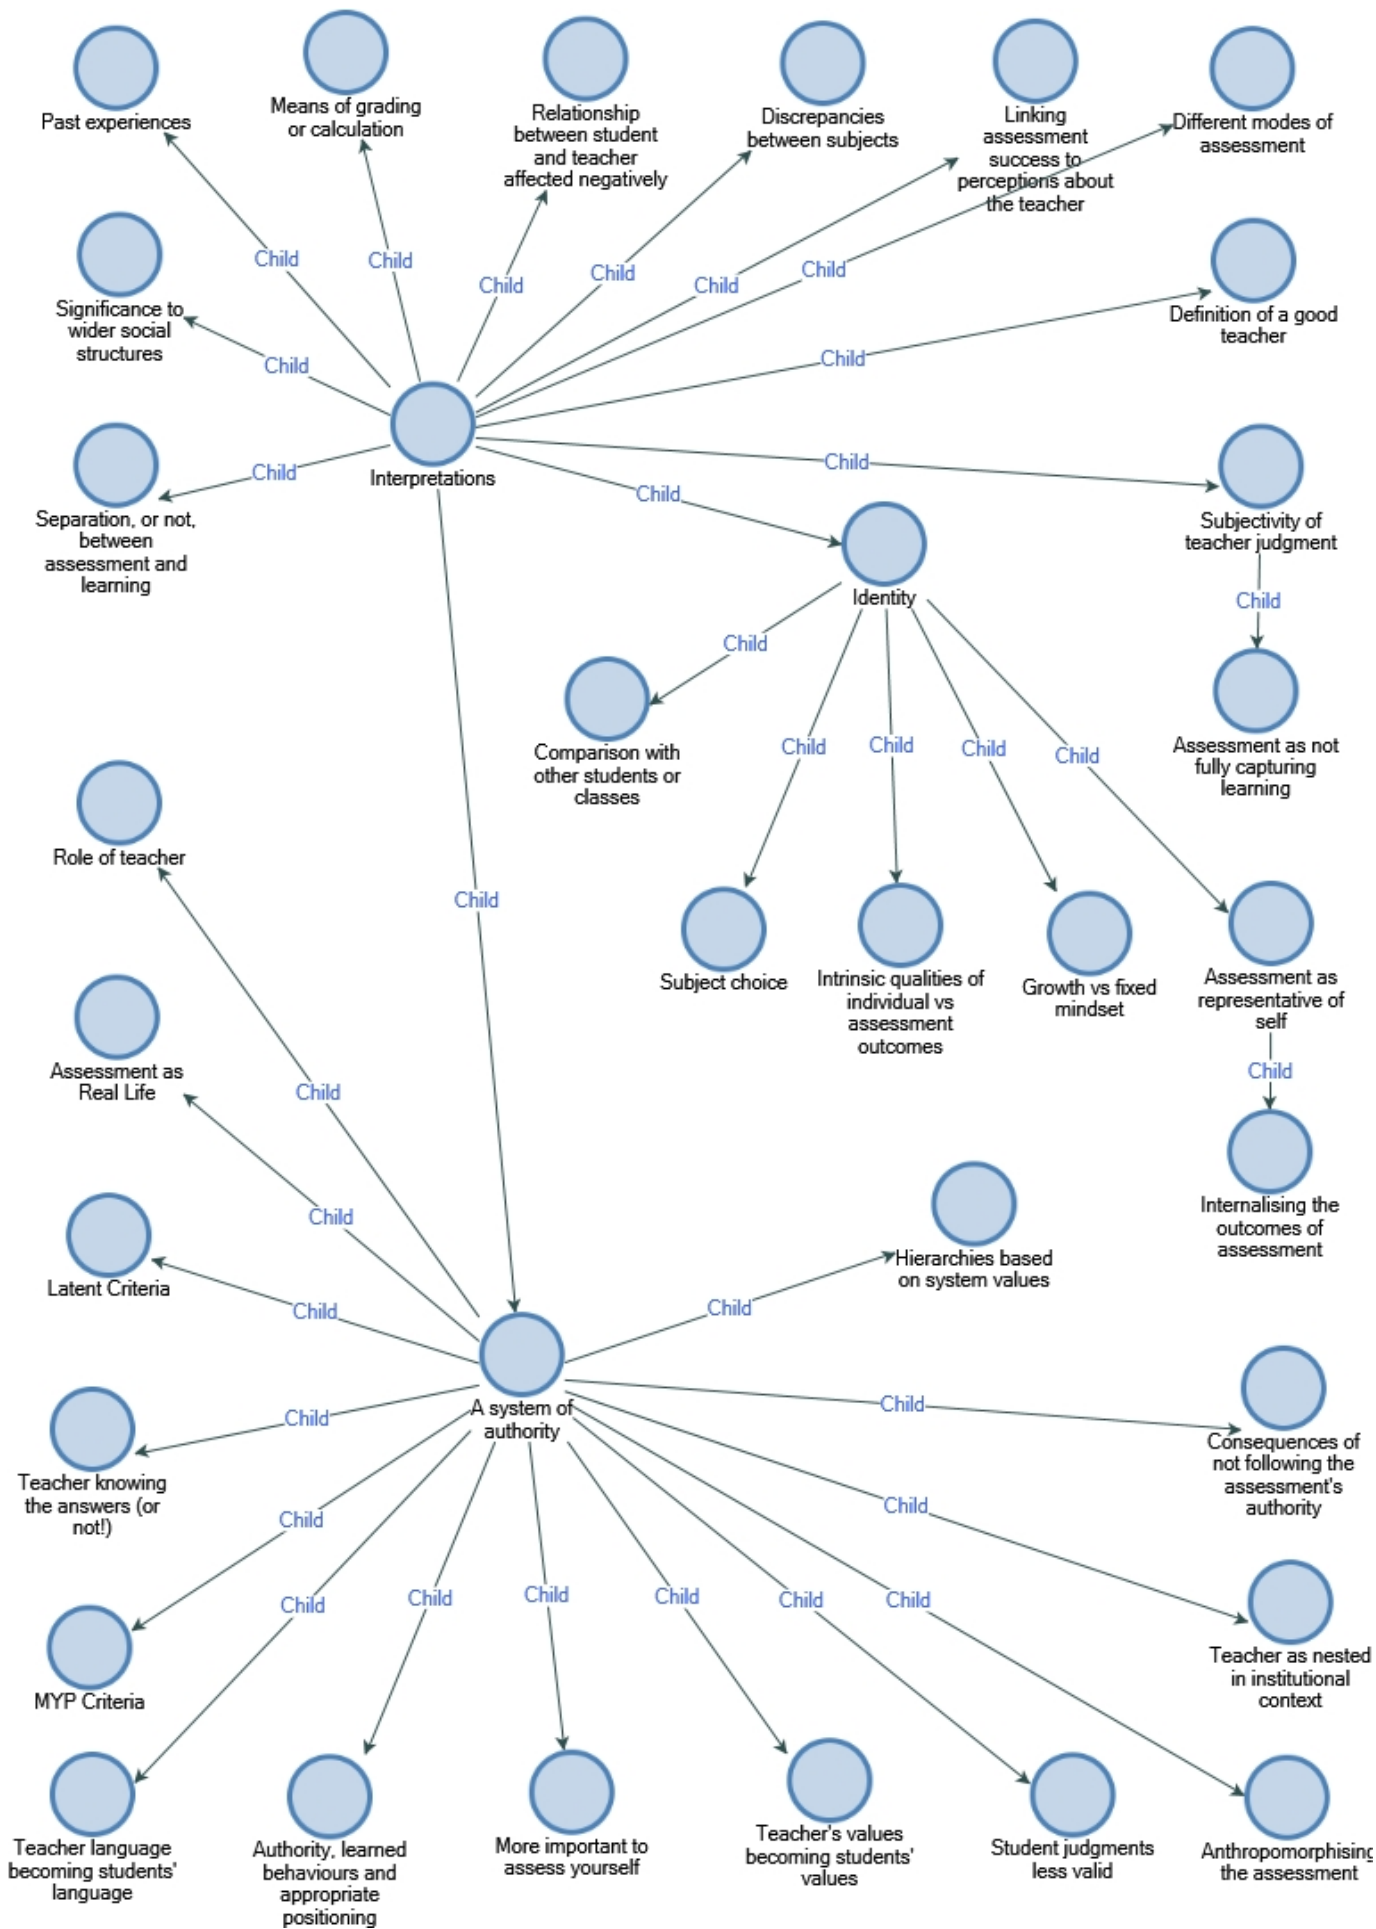 Past experiences
Means of grading
or calculation
Relationship
between student
and teacher
affected negatively
Discrepancies
between subjects
Linking
assessment
success to
perceptions about
the teacher
Different modes of
assessment
Child
Child
Child
Child
Child
Child
Significance to
wider social
structures
Child
Definition of a good
teacher
Child
Separation, or not,
between
assessment and
learning
Child
Interpretations
Child
Child
Subjectivity of
teacher judgment
Identity
Child
Child
Comparison with
other students or
classes
Child
Child
Child
Child
Assessment as not
fully capturing
learning
Role of teacher
Child
Subject choice
Intrinsic qualities of
individual vs
assessment
outcomes
Growth vs fixed
mindset
Assessment as
representative of
self
Child
Assessment as
Real Life
Child
Internalising the
outcomes of
assessment
Child
Latent Criteria
Child
Hierarchies based
on system values
Child
A system of
authority
Child
Child
Consequences of
not following the
assessment's
authority
Teacher knowing
the answers (or
not!)
Child
Child
Teacher as nested
in institutional
context
MYP Criteria
Child
Child
Child
Child
Child
Child
Teacher language
becoming students'
language
Authority, learned
behaviours and
appropriate
positioning
More important to
assess yourself
Teacher's values
becoming students'
values
Student judgments
less valid
Anthropomorphising
the assessment